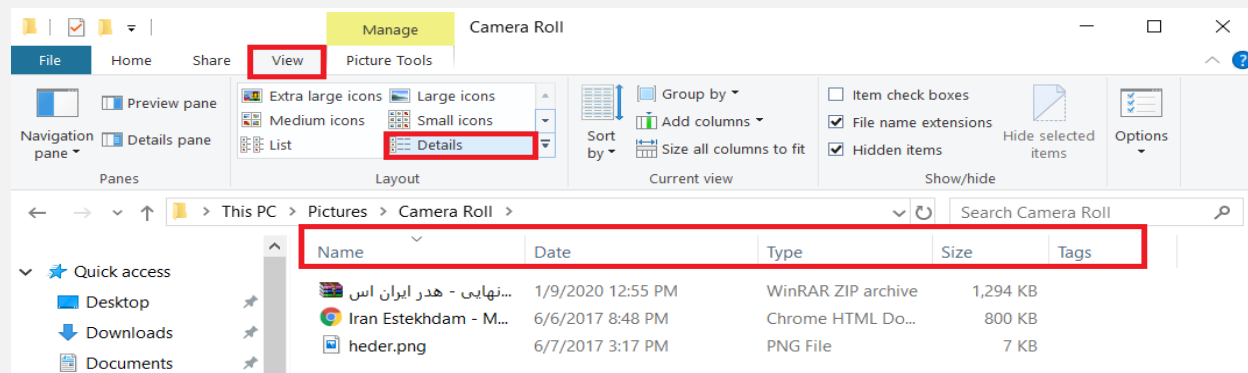 Manage Camera Roll
File Home Share View Picture Tools
Extra large icons Large icons Group by Item check boxes
Preview pane Medium icons Small icons Add columns File name extensions
Navigation pane Details pane List Details Sort by Size all columns to fit Hidden items Hide selected items Options
Panes Layout Current view Show/hide
> This PC > Pictures > Camera Roll > Search Camera Roll
Name Date Type Size Tags
Quick access
...نهایی - هدر ایران اس 1/9/2020 12:55 PM WinRAR ZIP archive 1,294 KB
Desktop
Iran Estekhdam - M... 6/6/2017 8:48 PM Chrome HTML Do... 800 KB
Downloads
heder.png 6/7/2017 3:17 PM PNG File 7 KB
Documents